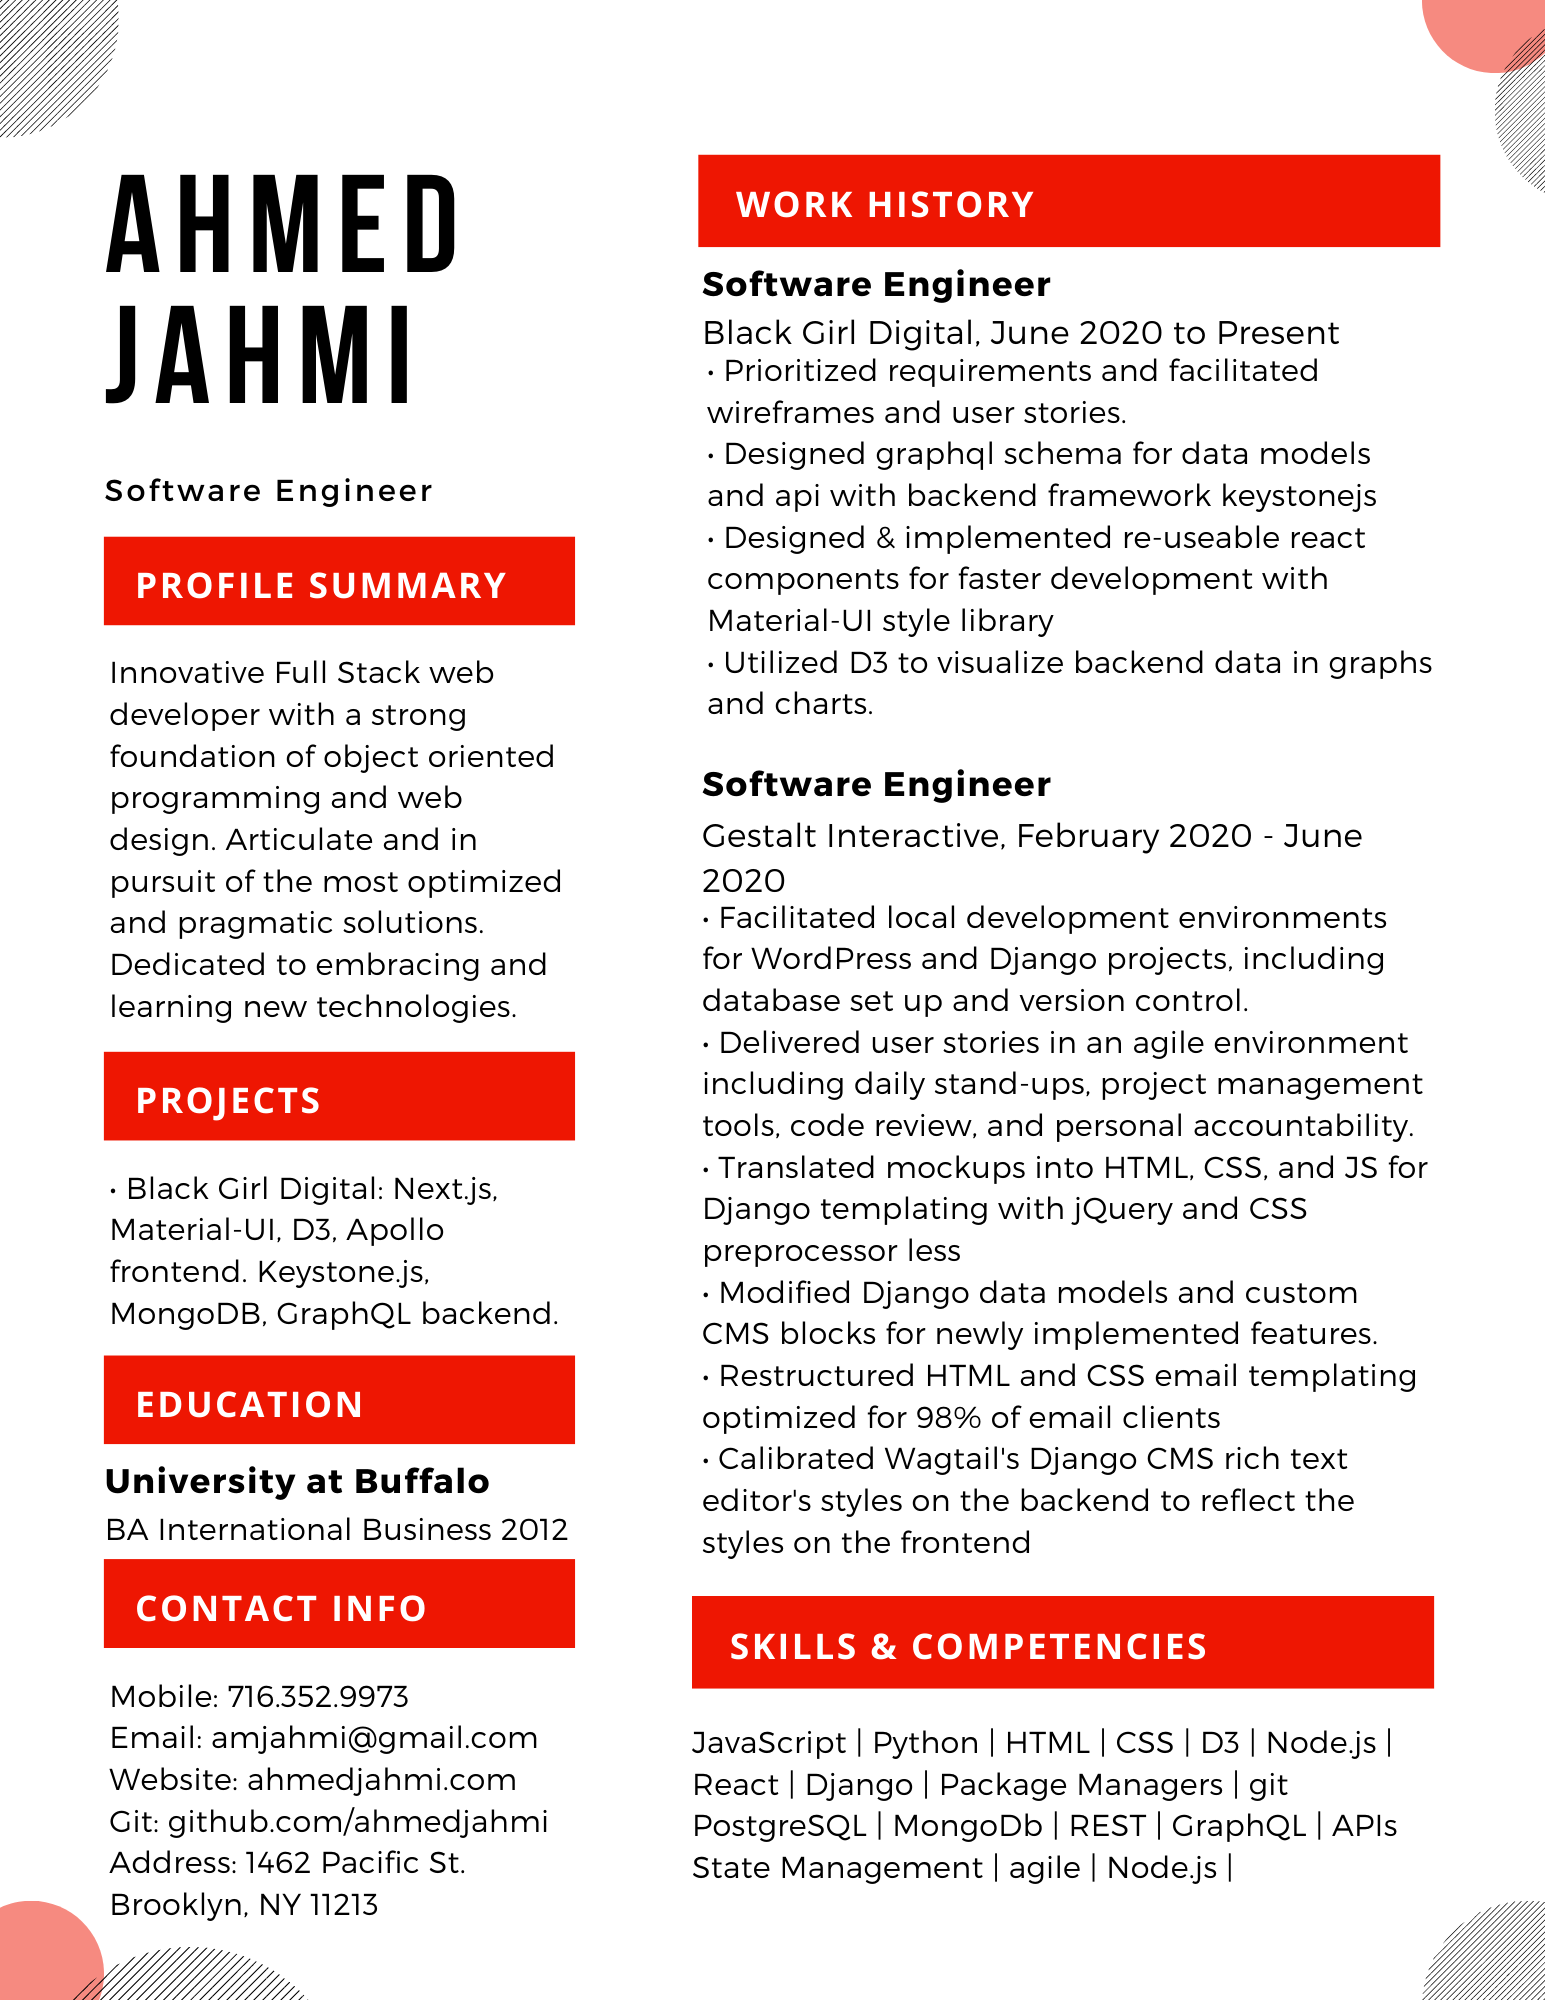 AHMED
JAHMI
Software Engineer
PROFILE SUMMARY
Innovative Full Stack web
developer with a strong
foundation of object oriented
programming and web
design. Articulate and in
pursuit of the most optimized
and pragmatic solutions.
Dedicated to embracing and
learning new technologies.
PROJECTS
• Black Girl Digital: Next.js,
Material-UI, D3, Apollo
frontend. Keystone.js,
MongoDB, GraphQL backend.
EDUCATION
University at Buffalo
BA International Business 2012
CONTACT INFO
Mobile: 716.352.9973
Email: amjahmi@gmail.com
Website: ahmedjahmi.com
Git: github.com/ahmedjahmi
Address: 1462 Pacific St.
Brooklyn, NY 11213
WORK HISTORY
Software Engineer
Black Girl Digital, June 2020 to Present
• Prioritized requirements and facilitated
wireframes and user stories.
• Designed graphql schema for data models
and api with backend framework keystonejs
• Designed & implemented re-useable react
components for faster development with
Material-UI style library
• Utilized D3 to visualize backend data in graphs
and charts.
Software Engineer
Gestalt Interactive, February 2020 - June
2020
• Facilitated local development environments
for WordPress and Django projects, including
database set up and version control.
• Delivered user stories in an agile environment
including daily stand-ups, project management
tools, code review, and personal accountability.
• Translated mockups into HTML, CSS, and JS for
Django templating with jQuery and CSS
preprocessor less
• Modified Django data models and custom
CMS blocks for newly implemented features.
• Restructured HTML and CSS email templating
optimized for 98% of email clients
• Calibrated Wagtail's Django CMS rich text
editor's styles on the backend to reflect the
styles on the frontend
SKILLS & COMPETENCIES
JavaScript | Python | HTML | CSS | D3 | Node.js |
React | Django | Package Managers | git
PostgreSQL | MongoDb | REST | GraphQL | APIs
State Management | agile | Node.js |